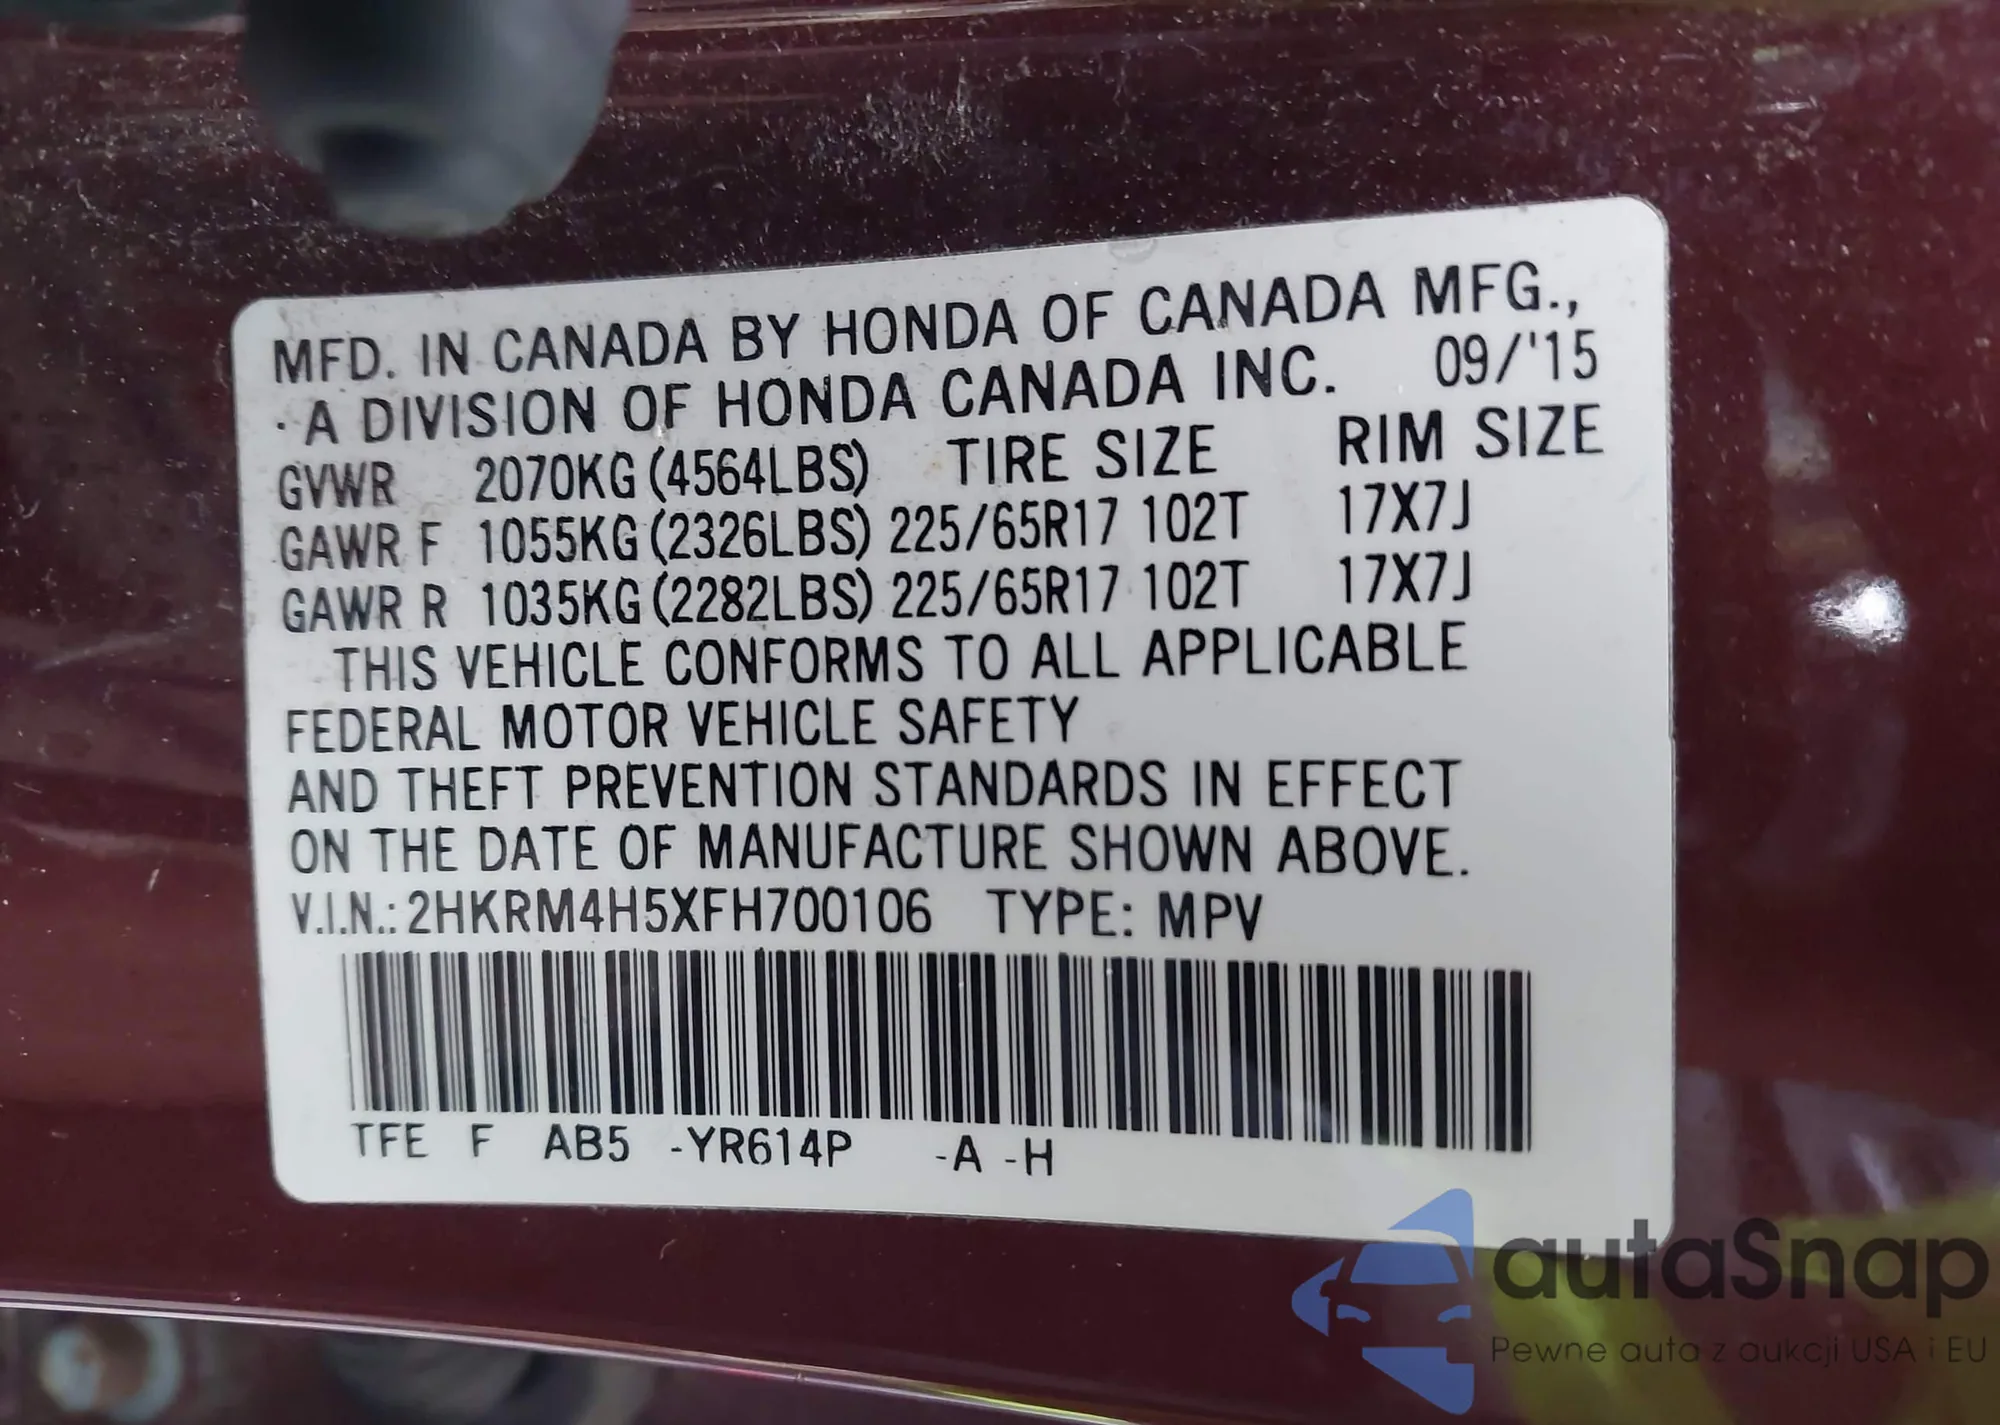 MFD. IN CANADA BY HONDA OF CANADA MFG.,
A DIVISION OF HONDA CANADA INC. 09/'15
GVWR 2070KG (4564LBS) TIRE SIZE RIM SIZE
GAWR F 1055KG (2326LBS) 225/65R17 102T 17X7J
GAWR R 1035KG (2282LBS) 225/65R17 102T 17X7J
THIS VEHICLE CONFORMS TO ALL APPLICABLE
FEDERAL MOTOR VEHICLE SAFETY
AND THEFT PREVENTION STANDARDS IN EFFECT
ON THE DATE OF MANUFACTURE SHOWN ABOVE.
V.I.N.: 2HKRM4H5XFH700106 TYPE: MPV
TFE F AB5 -YR614P -A -H
autaSnap
Pewne auta z aukcji USA i EU